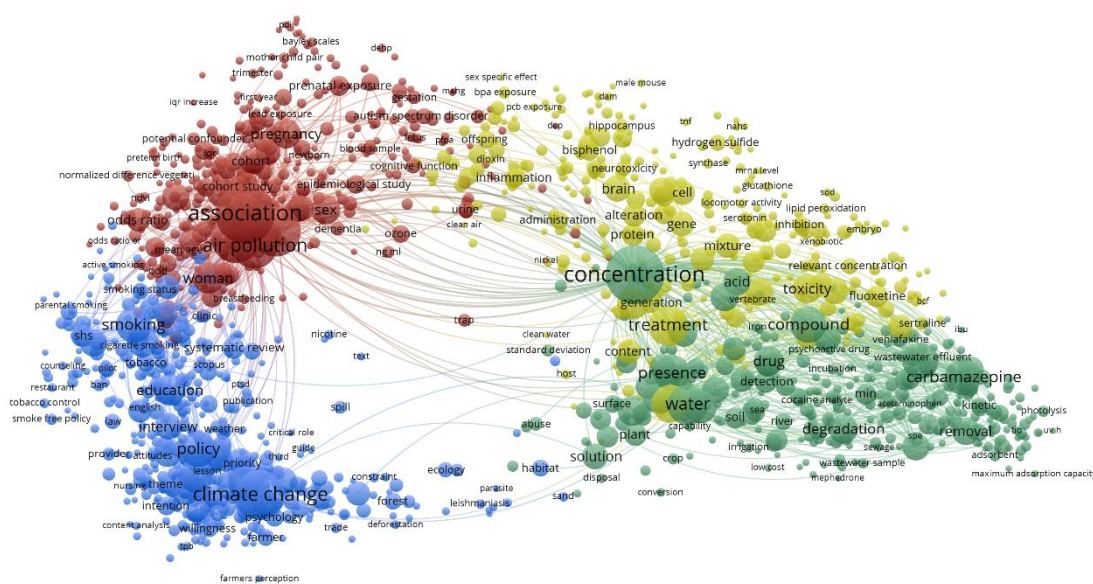 pdi
bayley scales
dehp
mother child pair
trimester
prenatal exposure
sex specific effect
male mouse
first year
mehg
bpa exposure
iqr increase
gestation
dam
lead exposure
pcb exposure
autism spectrum disorder
tnf
nahs
potential confounder
pregnancy
dep
hippocampus
iqr
fetus
pfoa
offspring
hydrogen sulfide
blood sample
bisphenol
preterm birth
cohort
newborn
dioxin
synthase
cognitive function
neurotoxicity
mrna level
normalized difference vegetati
cohort study
epidemiological study
inflammation
brain
cell
glutathione
sod
ndvi
locomotor activity
lipid peroxidation
association
sex
urine
alteration
serotonin
embryo
odds ratio
administration
gene
inhibition
clean air
dementia
ozone
protein
xenobiotic
odds ratio or
air pollution
mixture
mean age
ng ml
active smoking
odd
nickel
relevant concentration
woman
concentration
acid
smoking status
toxicity
parental smoking
breastfeeding
generation
vertebrate
fluoxetine
bcf
clinic
smoking
trap
treatment
compound
sertraline
iron
ibu
shs
cigarette smoking
nicotine
clean water
venlafaxine
systematic review
standard deviation
content
psychoactive drug
wastewater effluent
counseling
pilot
tobacco
scopus
text
drug
host
presence
incubation
carbamazepine
restaurant
ban
education
ptsd
detection
min
tobacco control
english
publication
water
cocaine analyte
acetaminophen
kinetic
smoke free policy
law
spill
surface
soil
sea
photolysis
interview
weather
abuse
plant
capability
river
degradation
spe
removal
tio
uv h
critical role
provider
attitudes
policy
guide
irrigation
sewage
adsorbent
third
solution
lesson
priority
ecology
habitat
crop
low cost
wastewater sample
maximum adsorption capacity
nursing
theme
constraint
disposal
mephedrone
climate change
parasite
conversion
intention
forest
leishmaniasis
sand
psychology
content analysis
willingness
trade
deforestation
tpb
farmer
farmers perception